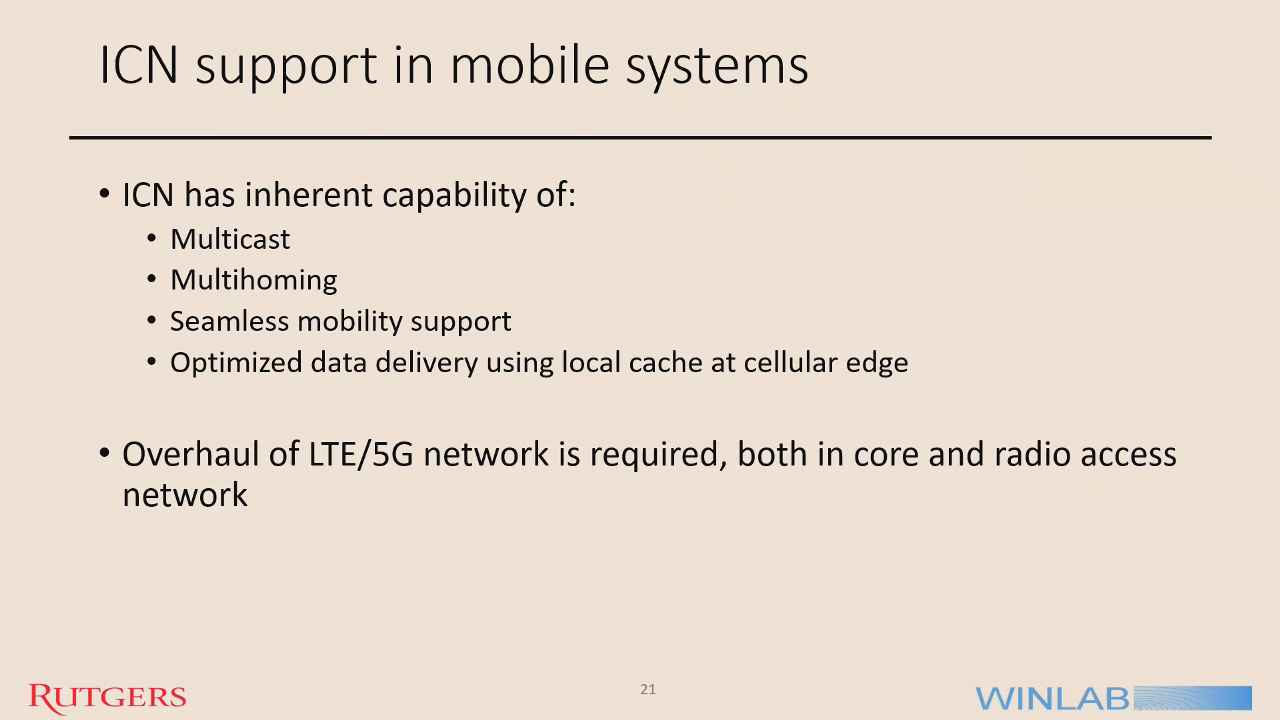 ICN support in mobile systems
• ICN has inherent capability of:
• Multicast
• Multihoming
• Seamless mobility support
• Optimized data delivery using local cache at cellular edge
• Overhaul of LTE/5G network is required, both in core and radio access
network
RUTGERS
21
WINLAB